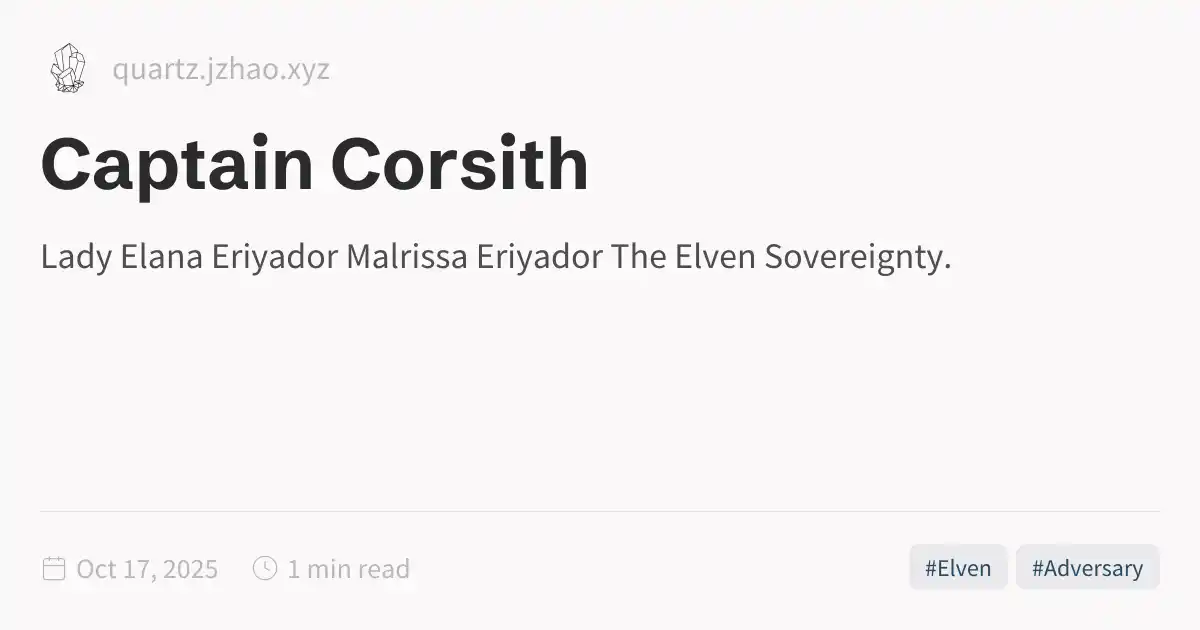 quartz.jzhao.xyz
Captain Corsith
Lady Elana Eriyador Malrissa Eriyador The Elven Sovereignty.
Oct 17, 2025 1 min read #Elven #Adversary